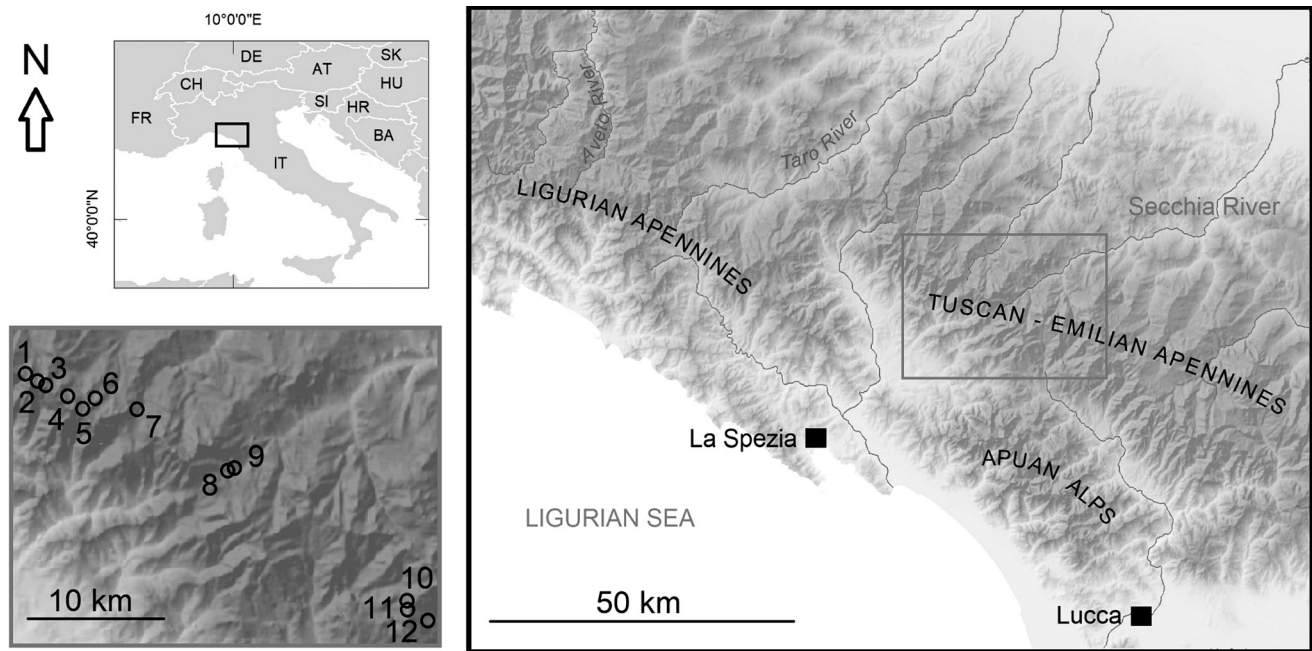 10°0'0"E
N
DE
SK
AT
CH
HU
SI
HR
FR
BA
IT
40°0'0"N
1
3
2
6
4
5
7
9
8
10
11
12
10 km
Aveto River
Taro River
LIGURIAN APENNINES
Secchia River
TUSCAN - EMILIAN APENNINES
La Spezia
APUAN ALPS
LIGURIAN SEA
50 km
Lucca